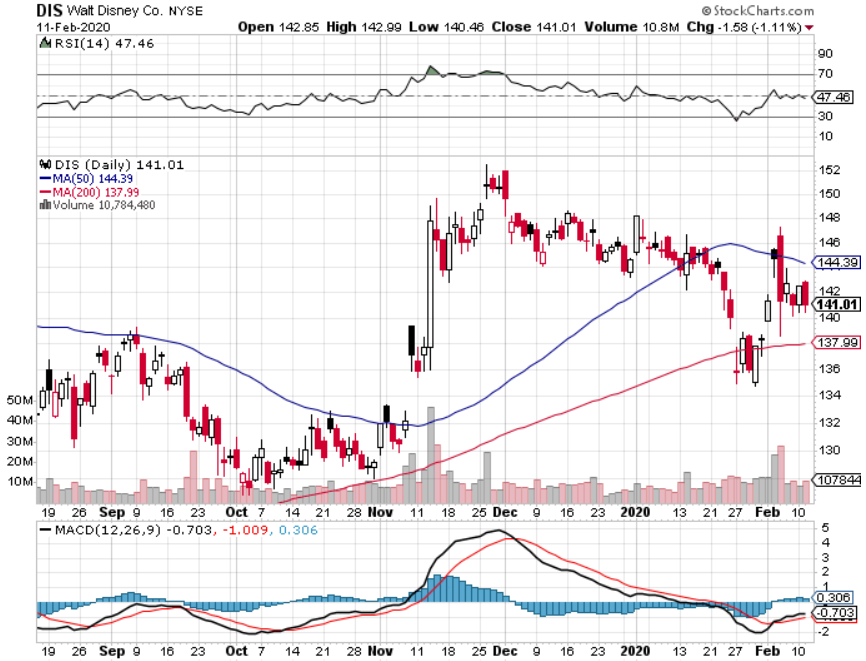 DIS Walt Disney Co. NYSE © StockCharts.com
11-Feb-2020 Open 142.85 High 142.99 Low 140.46 Close 141.01 Volume 10.8M Chg -1.58 (-1.11%)
RSI(14) 47.46
90
70
47.46
30
10
DIS (Daily) 141.01
MA(50) 144.39
MA(200) 137.99
Volume 10,784,480
152
150
148
146
144.39
142
141.01
140
137.99
136
134
132
130
107844
50M
40M
30M
20M
10M
19 26 Sep 9 16 23 Oct 7 14 21 28 Nov 11 18 25 Dec 9 16 23 2020 13 21 27 Feb 10
MACD(12,26,9) -0.703, -1.009, 0.306
5
4
3
2
1
0.306
-0.703
-2
19 26 Sep 9 16 23 Oct 7 14 21 28 Nov 11 18 25 Dec 9 16 23 2020 13 21 27 Feb 10